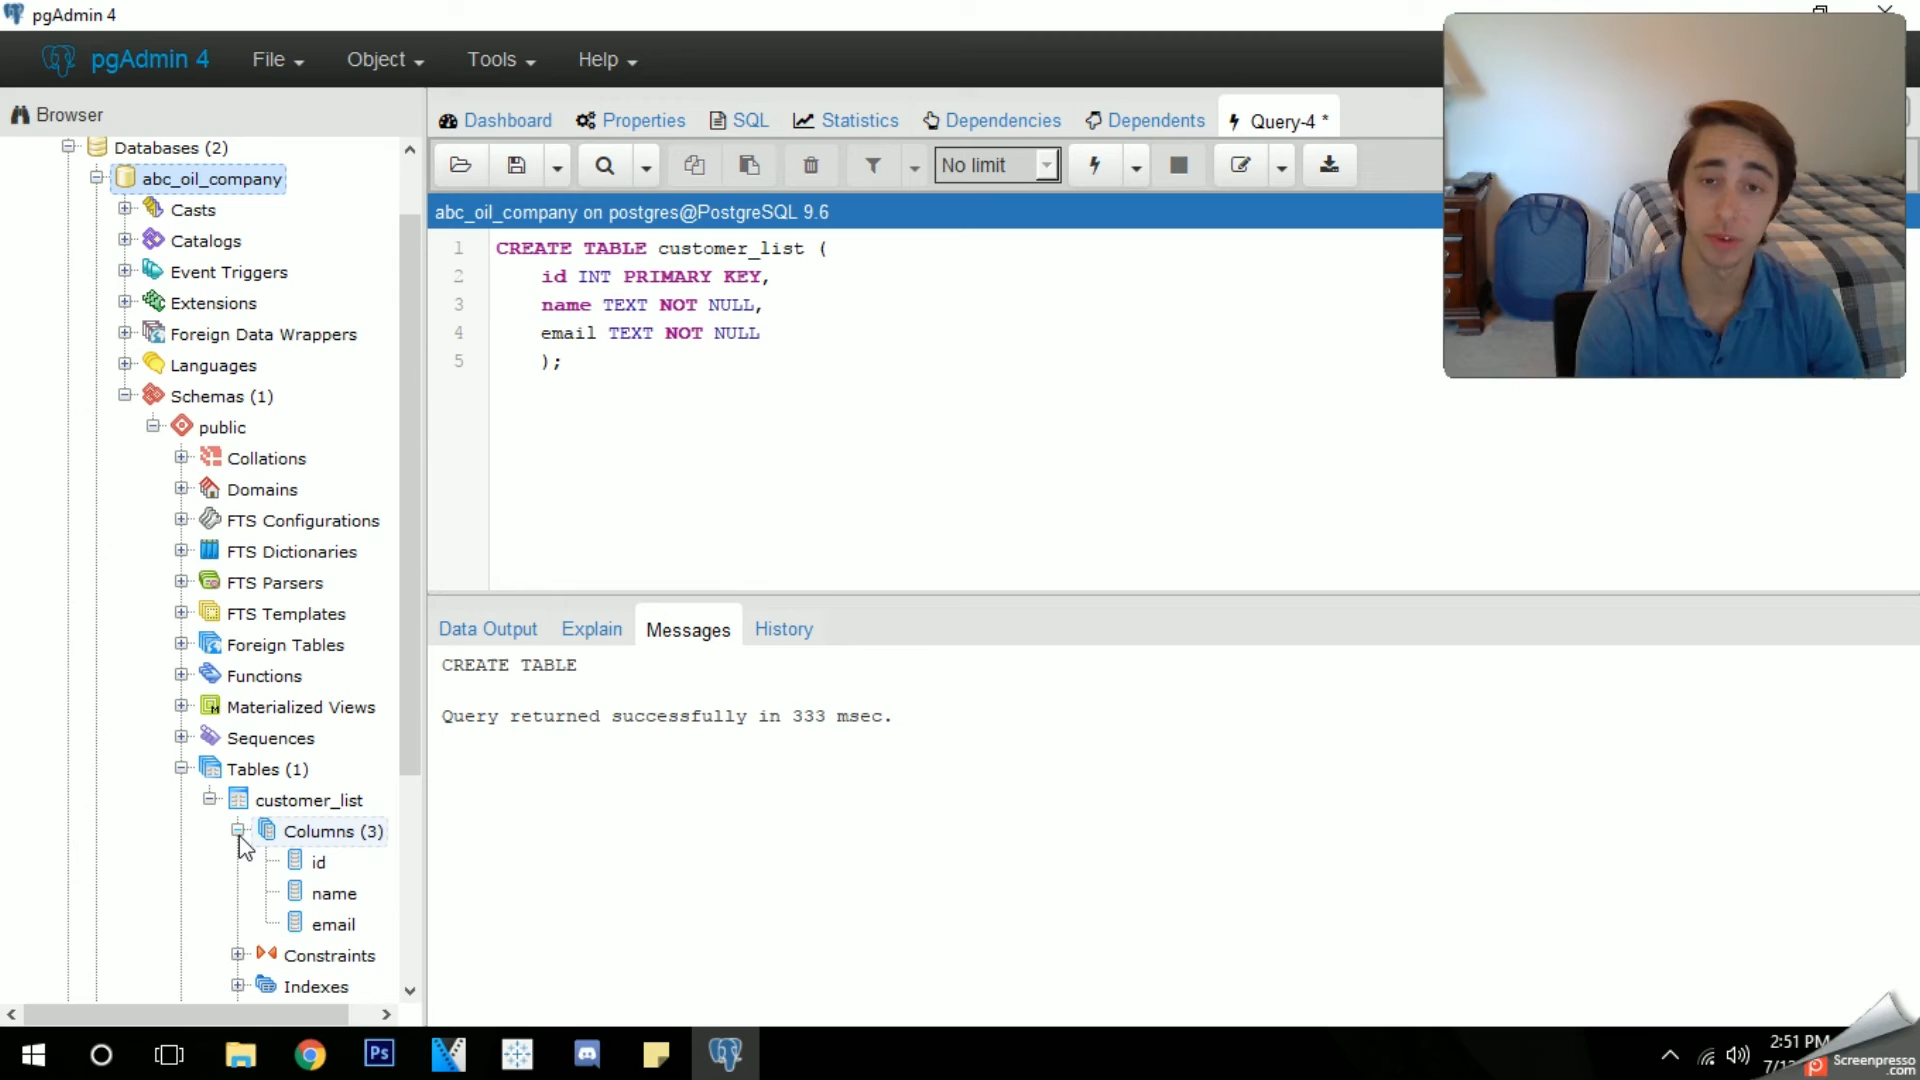 pgAdmin 4
pgAdmin 4
File
Object
Tools
Help
Browser
Databases (2)
abc_oil_company
Casts
Catalogs
Event Triggers
Extensions
Foreign Data Wrappers
Languages
Schemas (1)
public
Collations
Domains
FTS Configurations
FTS Dictionaries
FTS Parsers
FTS Templates
Foreign Tables
Functions
Materialized Views
Sequences
Tables (1)
customer_list
Columns (3)
id
name
email
Constraints
Indexes
Dashboard
Properties
SQL
Statistics
Dependencies
Dependents
Query-4 *
No limit
abc_oil_company on postgres@PostgreSQL 9.6
1 CREATE TABLE customer_list (
2 id INT PRIMARY KEY,
3 name TEXT NOT NULL,
4 email TEXT NOT NULL
5 );
Data Output
Explain
Messages
History
CREATE TABLE
Query returned successfully in 333 msec.
Ps
2:51 PM
Screenpresso
.com